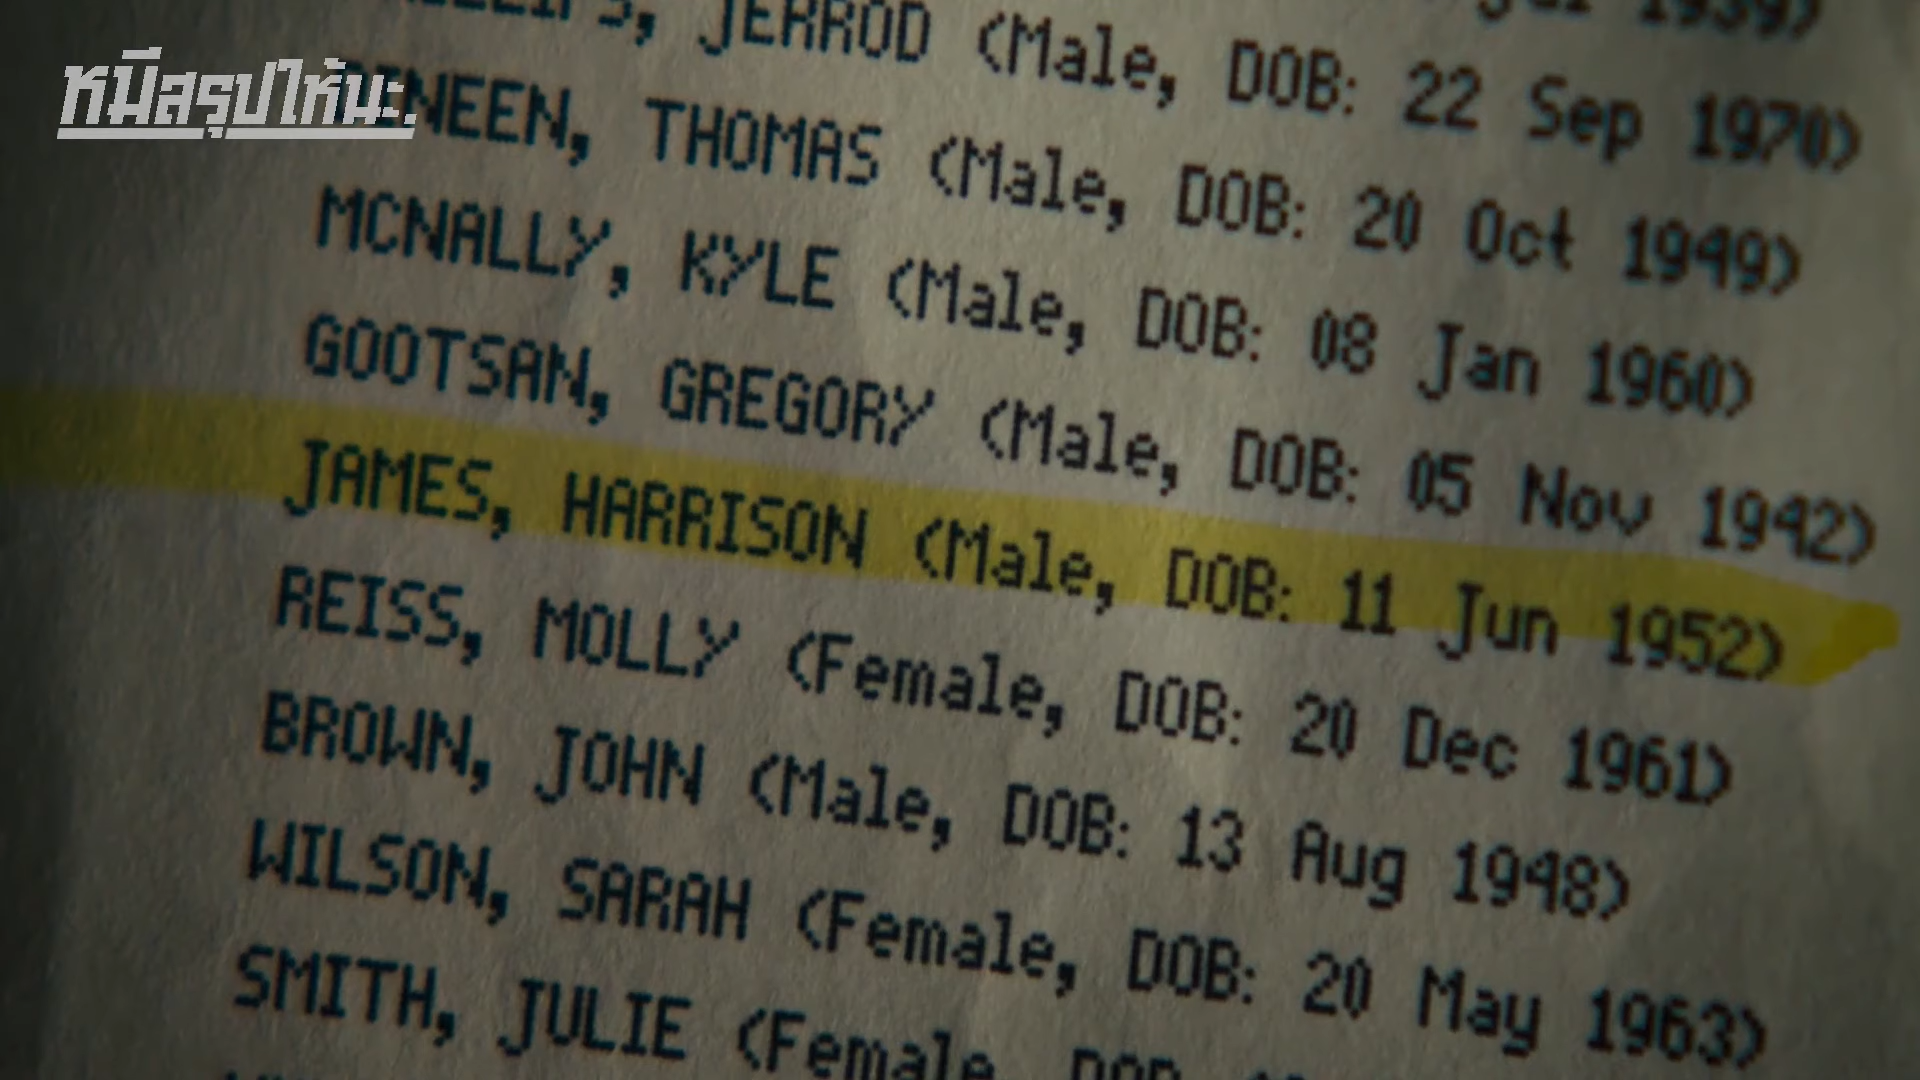 หมีสรุปให้นะ.
JERROD (Male, DOB: 22 Sep 1970)
THOMAS (Male, DOB: 20 Oct 1949)
MCNALLY, KYLE (Male, DOB: 08 Jan 1960)
GOOTSAN, GREGORY (Male, DOB: 05 Nov 1942)
JAMES, HARRISON (Male, DOB: 11 Jun 1952)
REISS, MOLLY (Female, DOB: 20 Dec 1961)
BROWN, JOHN (Male, DOB: 13 Aug 1948)
WILSON, SARAH (Female, DOB: 20 May 1963)
SMITH, JULIE (Female, DOB: